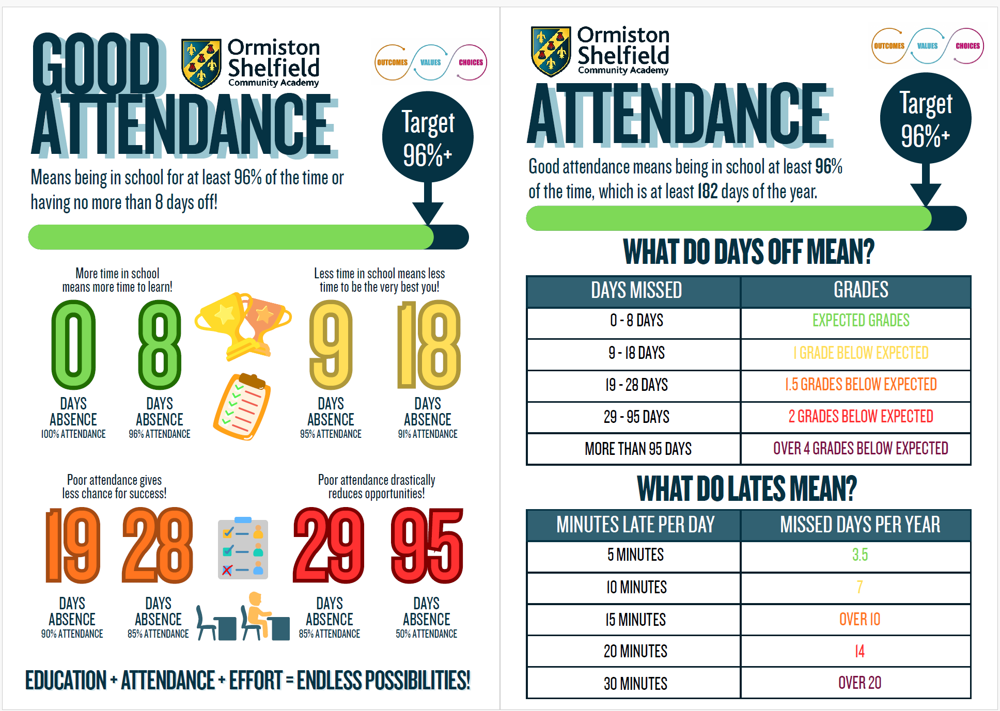 GOOD
ATTENDANCE
Ormiston
Shelfield
Community Academy
OUTCOMES VALUES CHOICES
Target
96%+
Means being in school for at least 96% of the time or
having no more than 8 days off!
More time in school
means more time to learn!
Less time in school means less
time to be the very best you!
0 8 9 18
DAYS DAYS DAYS DAYS
ABSENCE ABSENCE ABSENCE ABSENCE
100% ATTENDANCE 96% ATTENDANCE 95% ATTENDANCE 91% ATTENDANCE
Poor attendance gives
less chance for success!
Poor attendance drastically
reduces opportunities!
19 28 29 95
DAYS DAYS DAYS DAYS
ABSENCE ABSENCE ABSENCE ABSENCE
90% ATTENDANCE 85% ATTENDANCE 85% ATTENDANCE 50% ATTENDANCE
EDUCATION + ATTENDANCE + EFFORT = ENDLESS POSSIBILITIES!
Ormiston
Shelfield
Community Academy
OUTCOMES VALUES CHOICES
ATTENDANCE
Target
96%+
Good attendance means being in school at least 96%
of the time, which is at least 182 days of the year.
WHAT DO DAYS OFF MEAN?
DAYS MISSED GRADES
0 - 8 DAYS EXPECTED GRADES
9 - 18 DAYS 1 GRADE BELOW EXPECTED
19 - 28 DAYS 1.5 GRADES BELOW EXPECTED
29 - 95 DAYS 2 GRADES BELOW EXPECTED
MORE THAN 95 DAYS OVER 4 GRADES BELOW EXPECTED
WHAT DO LATES MEAN?
MINUTES LATE PER DAY MISSED DAYS PER YEAR
5 MINUTES 3.5
10 MINUTES 7
15 MINUTES OVER 10
20 MINUTES 14
30 MINUTES OVER 20